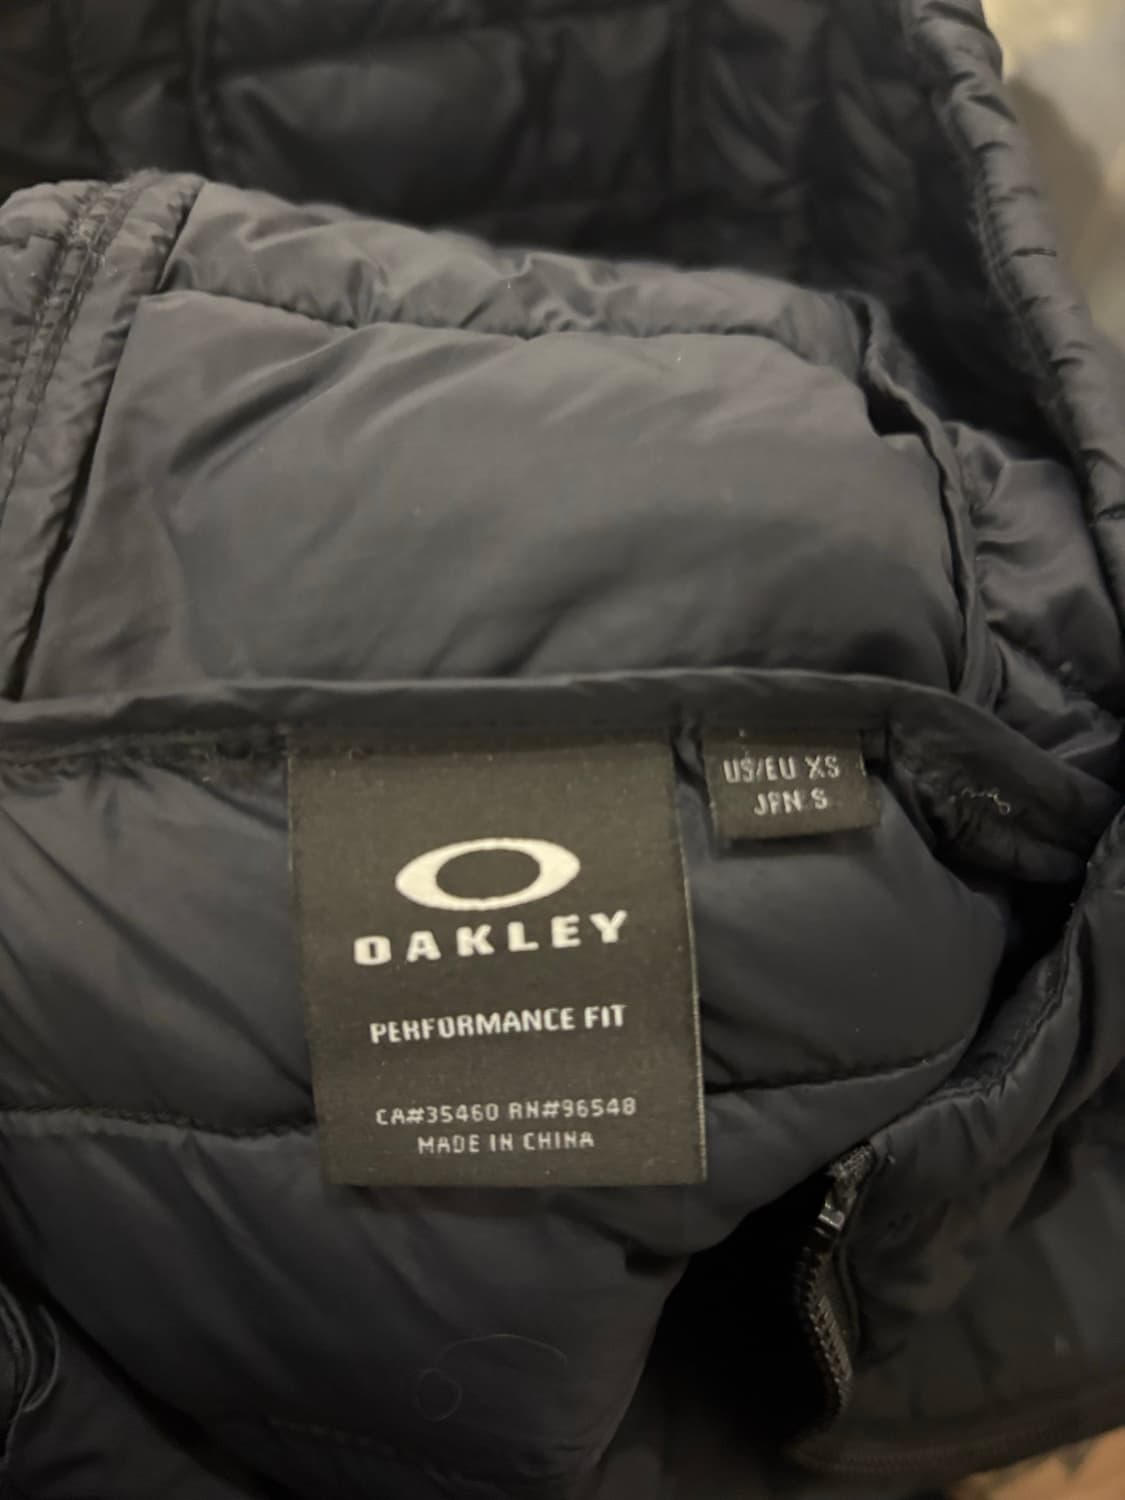 US/EU XS
JPN S
OAKLEY
PERFORMANCE FIT
CA#35460 RN#96548
MADE IN CHINA